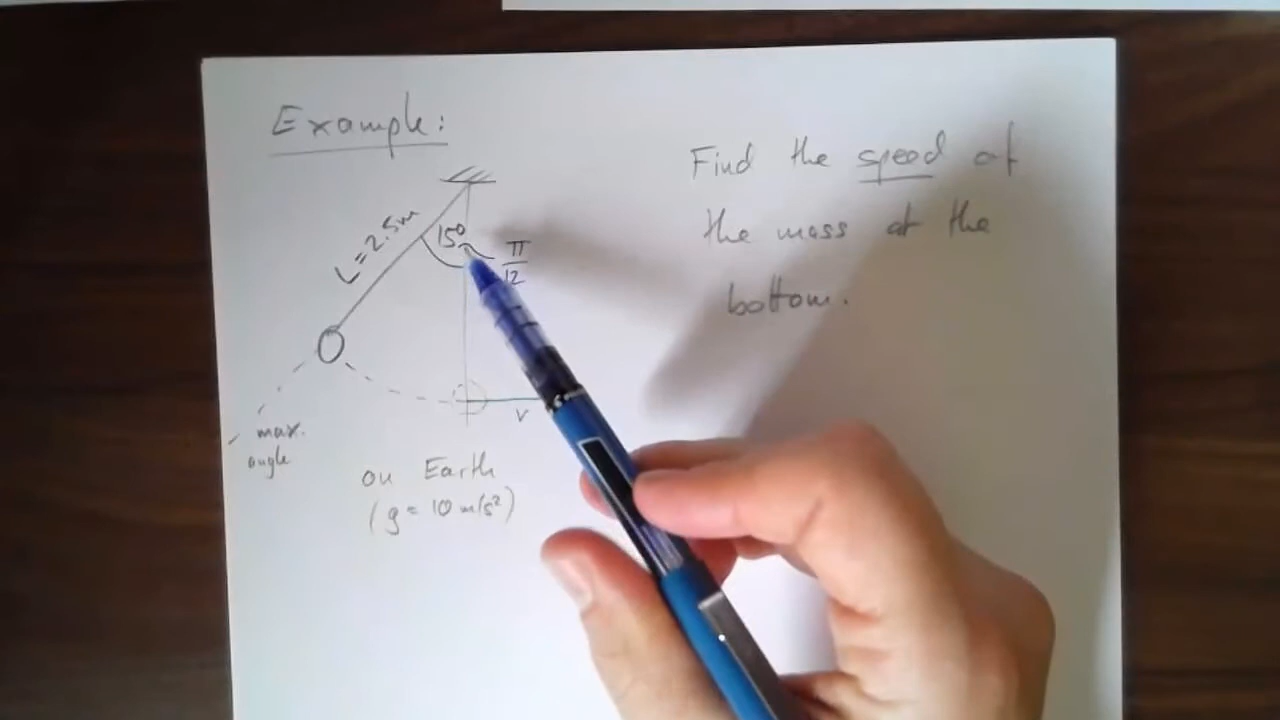 Example:
L = 2.5m
15°
π
12
v
max.
angle
on Earth
(g = 10 m/s²)
Find the speed of
the mass at the
bottom.